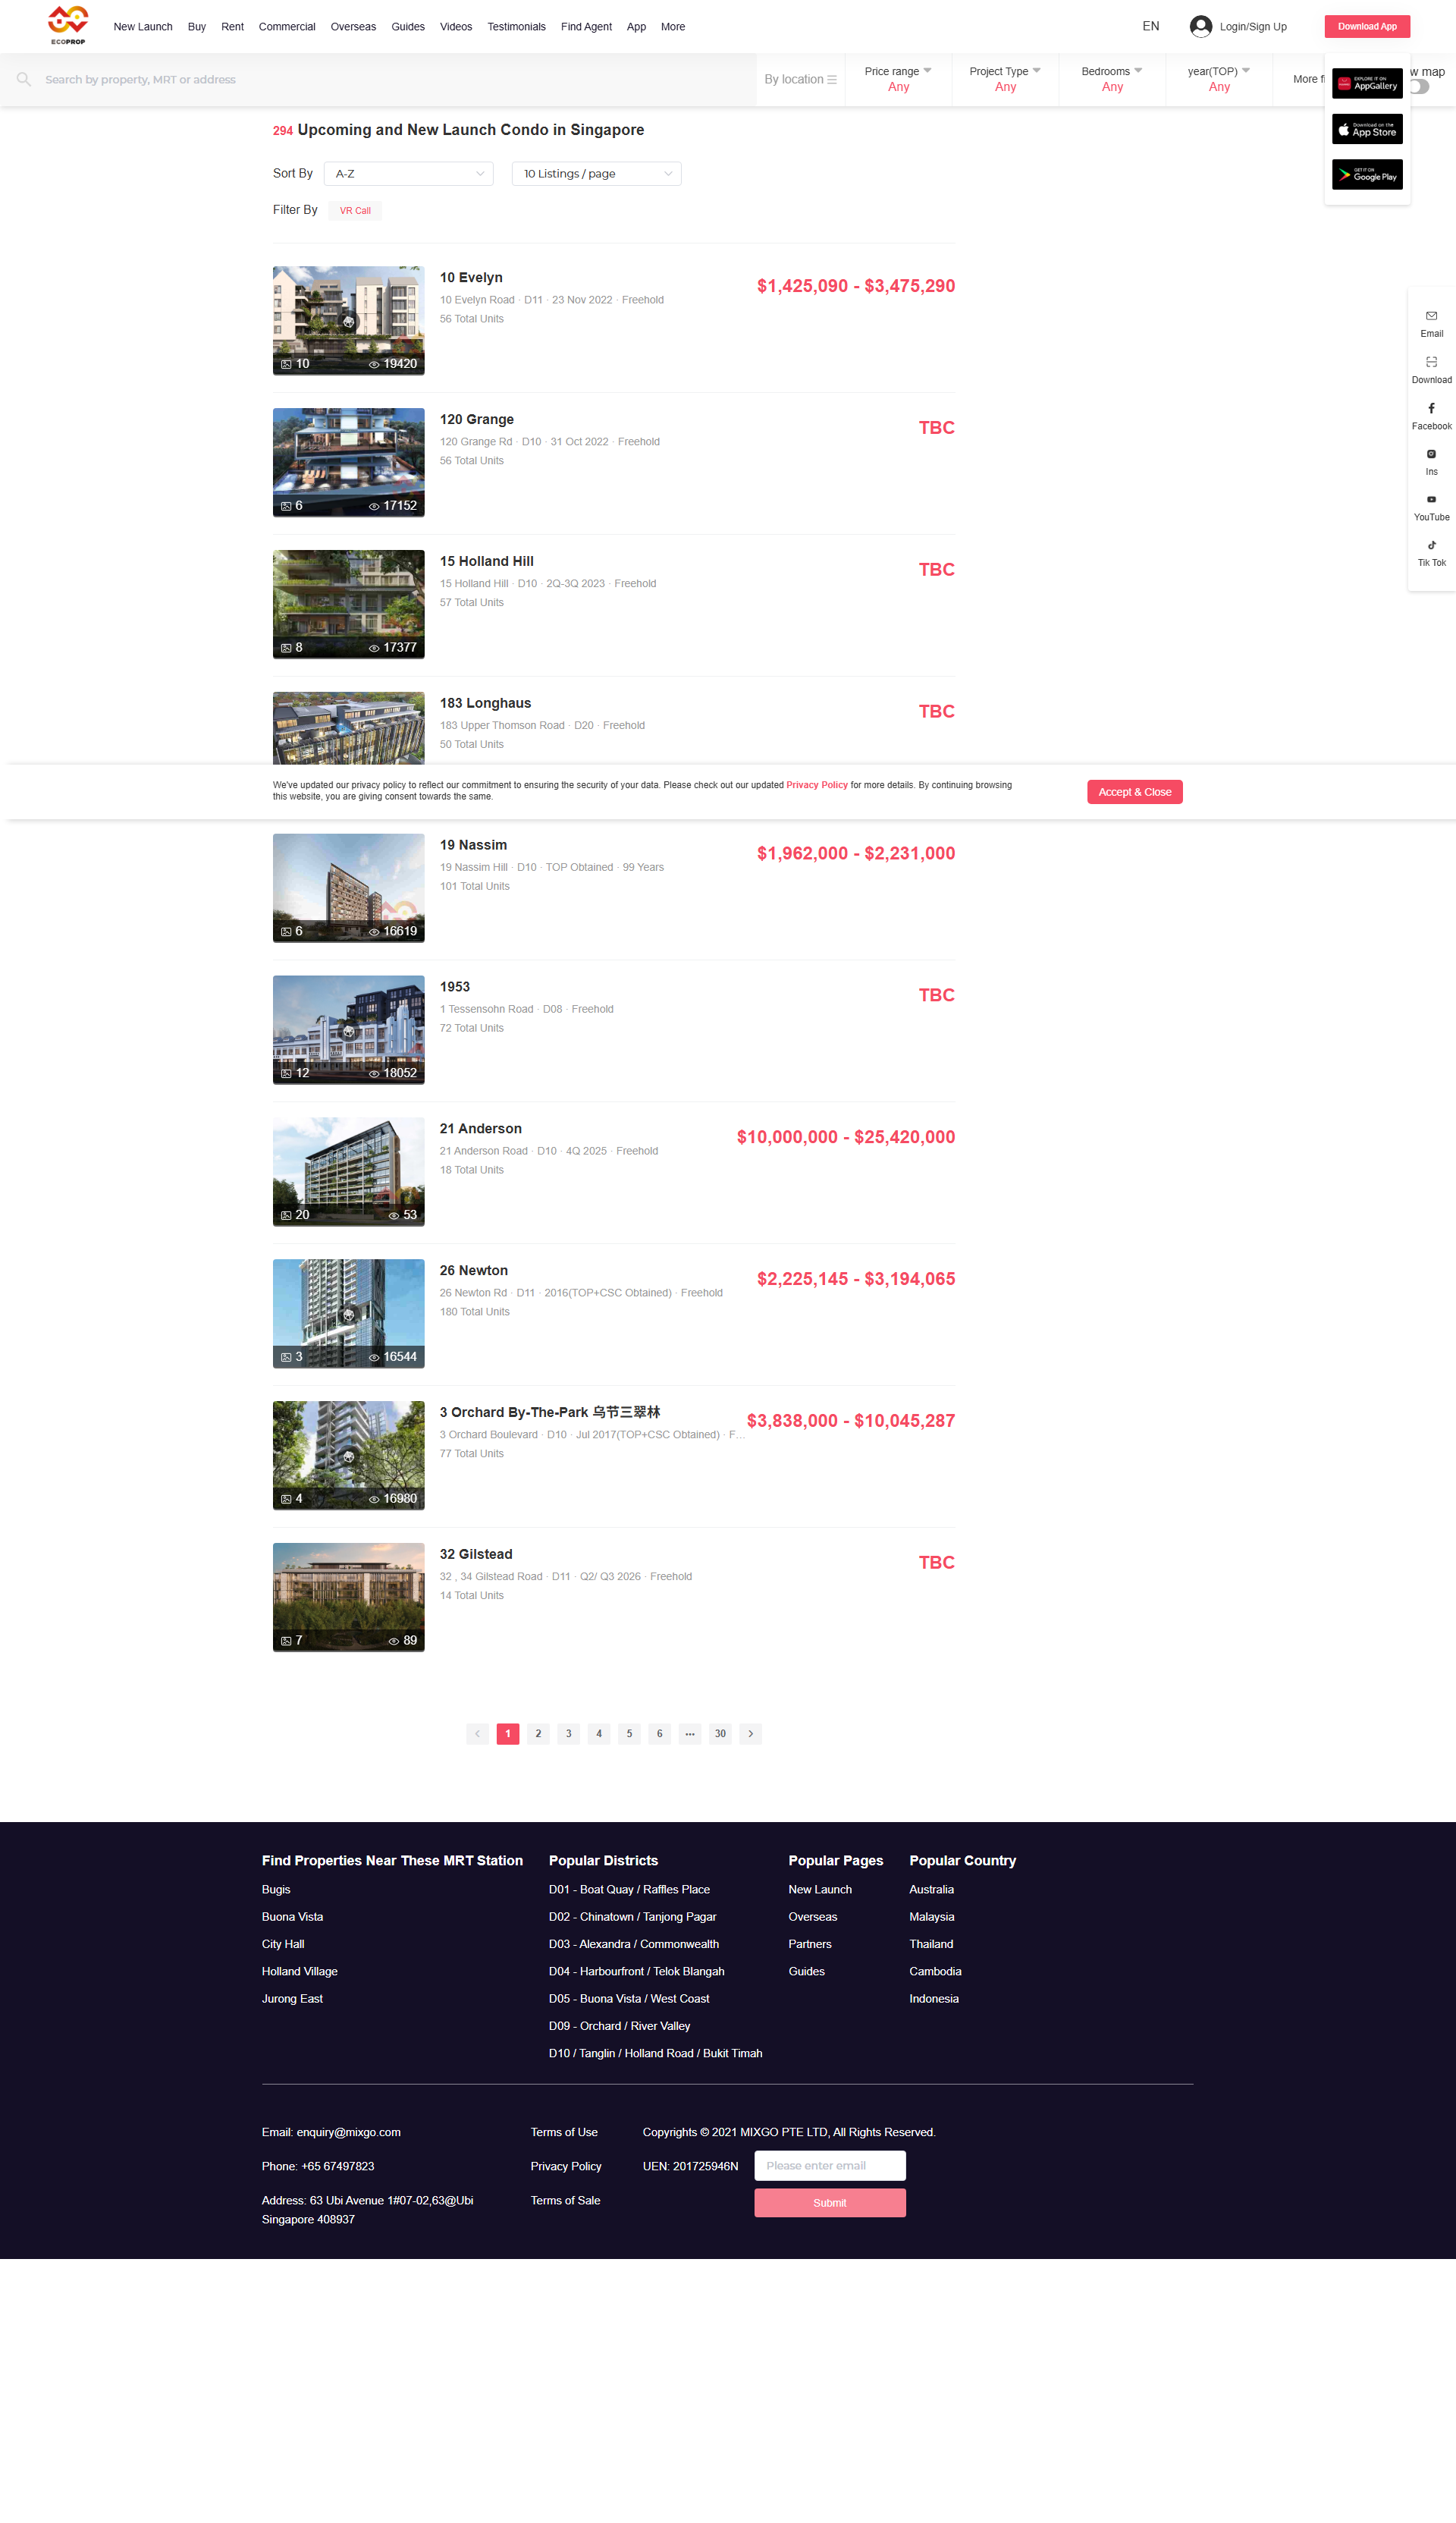 ECOPROP
New Launch
Buy
Rent
Commercial
Overseas
Guides
Videos
Testimonials
Find Agent
App
More
EN
Login/Sign Up
Download App
Search by property, MRT or address
By location
Price range
Any
Project Type
Any
Bedrooms
Any
year(TOP)
Any
More
map
EXPLORE IT ON
AppGallery
Download on the
App Store
GET IT ON
Google Play
294 Upcoming and New Launch Condo in Singapore
Sort By
A-Z
10 Listings / page
Filter By
VR Call
10 Evelyn
10 Evelyn Road · D11 · 23 Nov 2022 · Freehold
56 Total Units
$1,425,090 - $3,475,290
10
19420
120 Grange
120 Grange Rd · D10 · 31 Oct 2022 · Freehold
56 Total Units
TBC
6
17152
15 Holland Hill
15 Holland Hill · D10 · 2Q-3Q 2023 · Freehold
57 Total Units
TBC
8
17377
183 Longhaus
183 Upper Thomson Road · D20 · Freehold
50 Total Units
TBC
Email
Download
Facebook
Ins
YouTube
Tik Tok
We've updated our privacy policy to reflect our commitment to ensuring the security of your data. Please check out our updated Privacy Policy for more details. By continuing browsing
this website, you are giving consent towards the same.
Accept & Close
19 Nassim
19 Nassim Hill · D10 · TOP Obtained · 99 Years
101 Total Units
$1,962,000 - $2,231,000
6
16619
1953
1 Tessensohn Road · D08 · Freehold
72 Total Units
TBC
12
18052
21 Anderson
21 Anderson Road · D10 · 4Q 2025 · Freehold
18 Total Units
$10,000,000 - $25,420,000
20
53
26 Newton
26 Newton Rd · D11 · 2016(TOP+CSC Obtained) · Freehold
180 Total Units
$2,225,145 - $3,194,065
3
16544
3 Orchard By-The-Park 乌节三翠林
3 Orchard Boulevard · D10 · Jul 2017(TOP+CSC Obtained) · F...
77 Total Units
$3,838,000 - $10,045,287
4
16980
32 Gilstead
32 , 34 Gilstead Road · D11 · Q2/ Q3 2026 · Freehold
14 Total Units
TBC
7
89
1
2
3
4
5
6
•••
30
Find Properties Near These MRT Station
Bugis
Buona Vista
City Hall
Holland Village
Jurong East
Popular Districts
D01 - Boat Quay / Raffles Place
D02 - Chinatown / Tanjong Pagar
D03 - Alexandra / Commonwealth
D04 - Harbourfront / Telok Blangah
D05 - Buona Vista / West Coast
D09 - Orchard / River Valley
D10 / Tanglin / Holland Road / Bukit Timah
Popular Pages
New Launch
Overseas
Partners
Guides
Popular Country
Australia
Malaysia
Thailand
Cambodia
Indonesia
Email: enquiry@mixgo.com
Phone: +65 67497823
Address: 63 Ubi Avenue 1#07-02,63@Ubi
Singapore 408937
Terms of Use
Privacy Policy
Terms of Sale
Copyrights © 2021 MIXGO PTE LTD, All Rights Reserved.
UEN: 201725946N
Please enter email
Submit